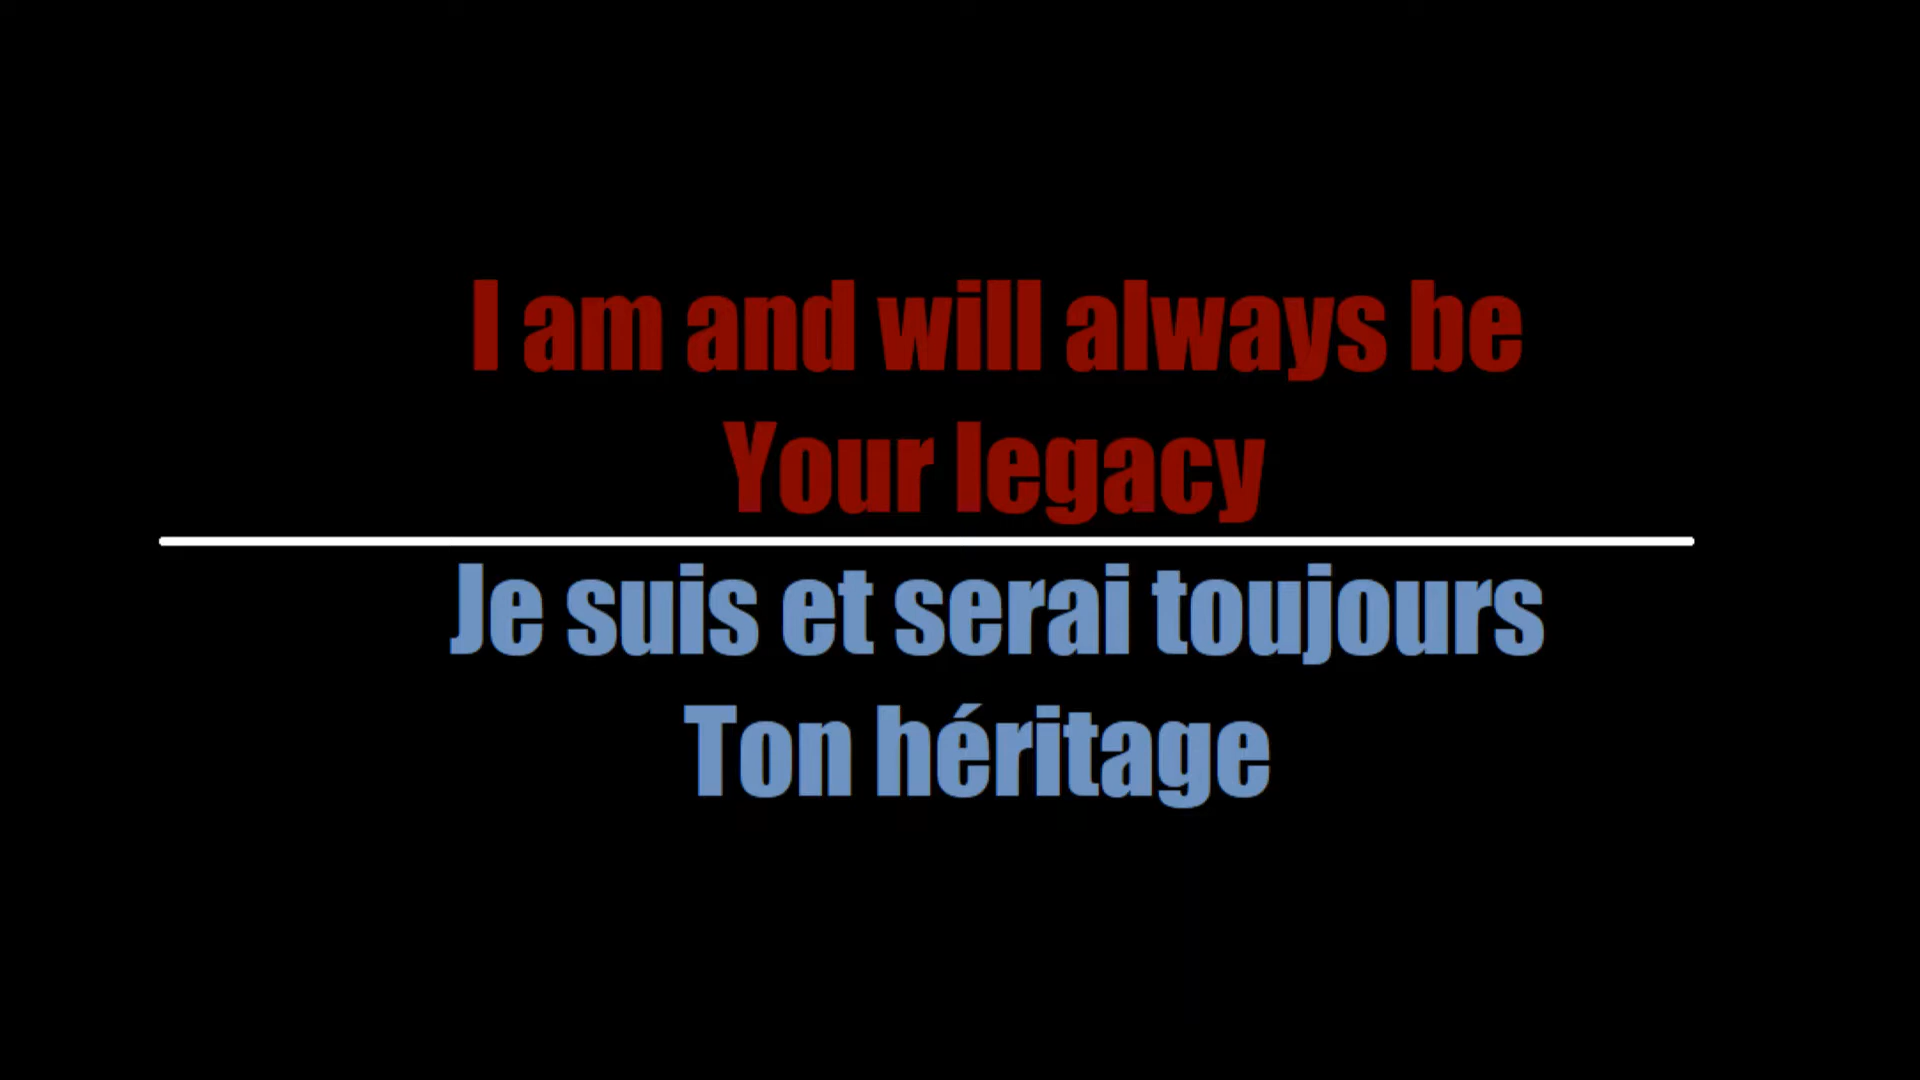 I am and will always be
Your legacy
Je suis et serai toujours
Ton héritage